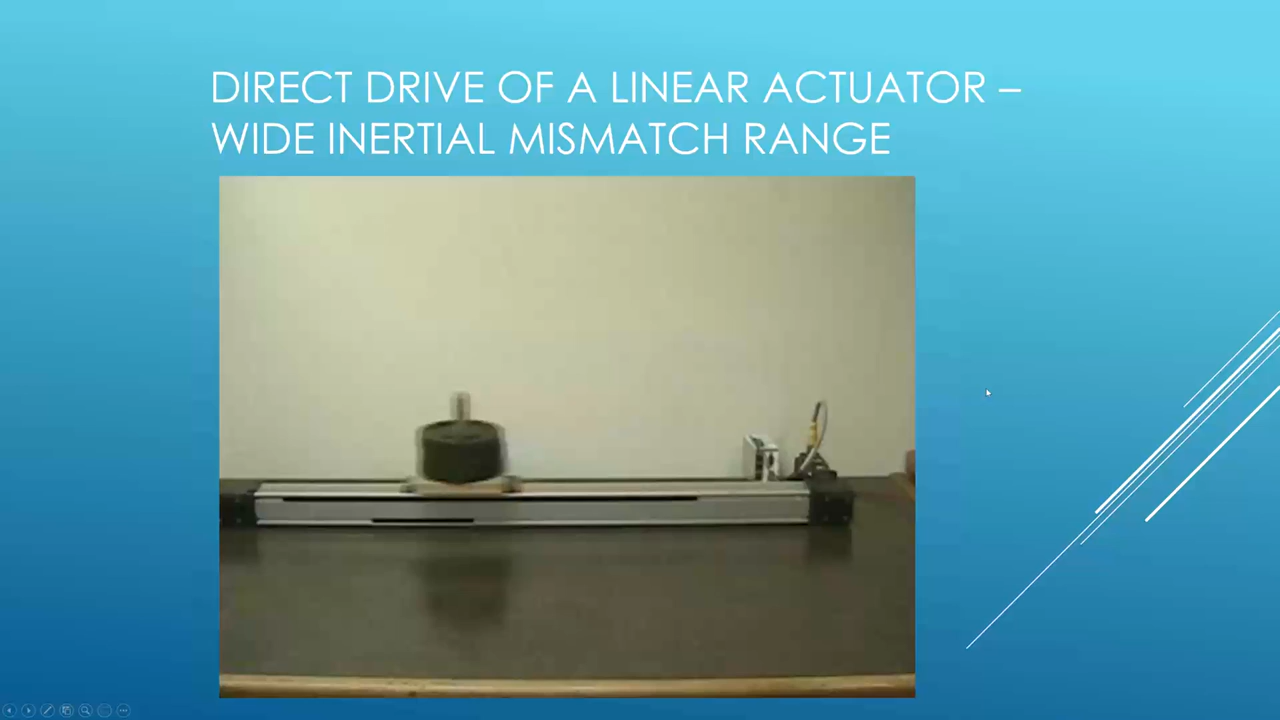 DIRECT DRIVE OF A LINEAR ACTUATOR –
WIDE INERTIAL MISMATCH RANGE